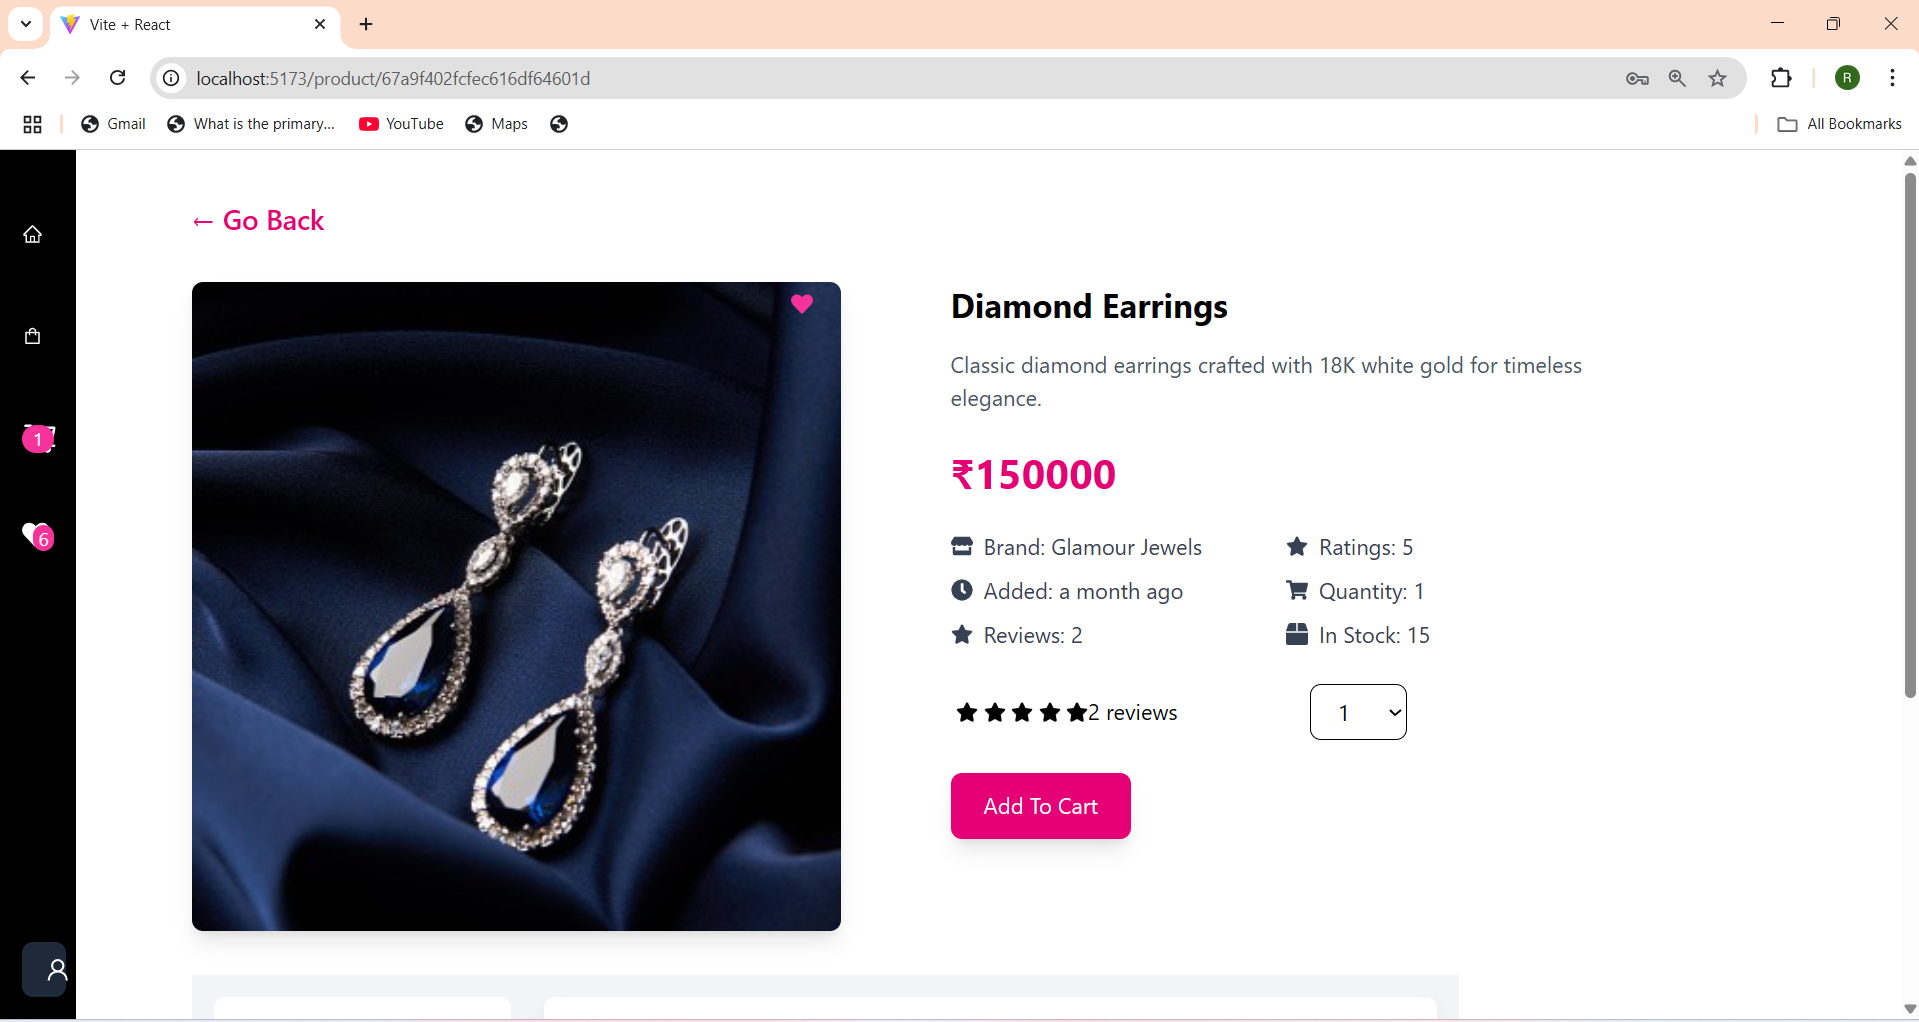 Vite + React
localhost:5173/product/67a9f402fcfec616df64601d
R
Gmail
What is the primary...
YouTube
Maps
All Bookmarks
← Go Back
1
6
Diamond Earrings
Classic diamond earrings crafted with 18K white gold for timeless
elegance.
₹150000
Brand: Glamour Jewels
Ratings: 5
Added: a month ago
Quantity: 1
Reviews: 2
In Stock: 15
2 reviews
1
Add To Cart